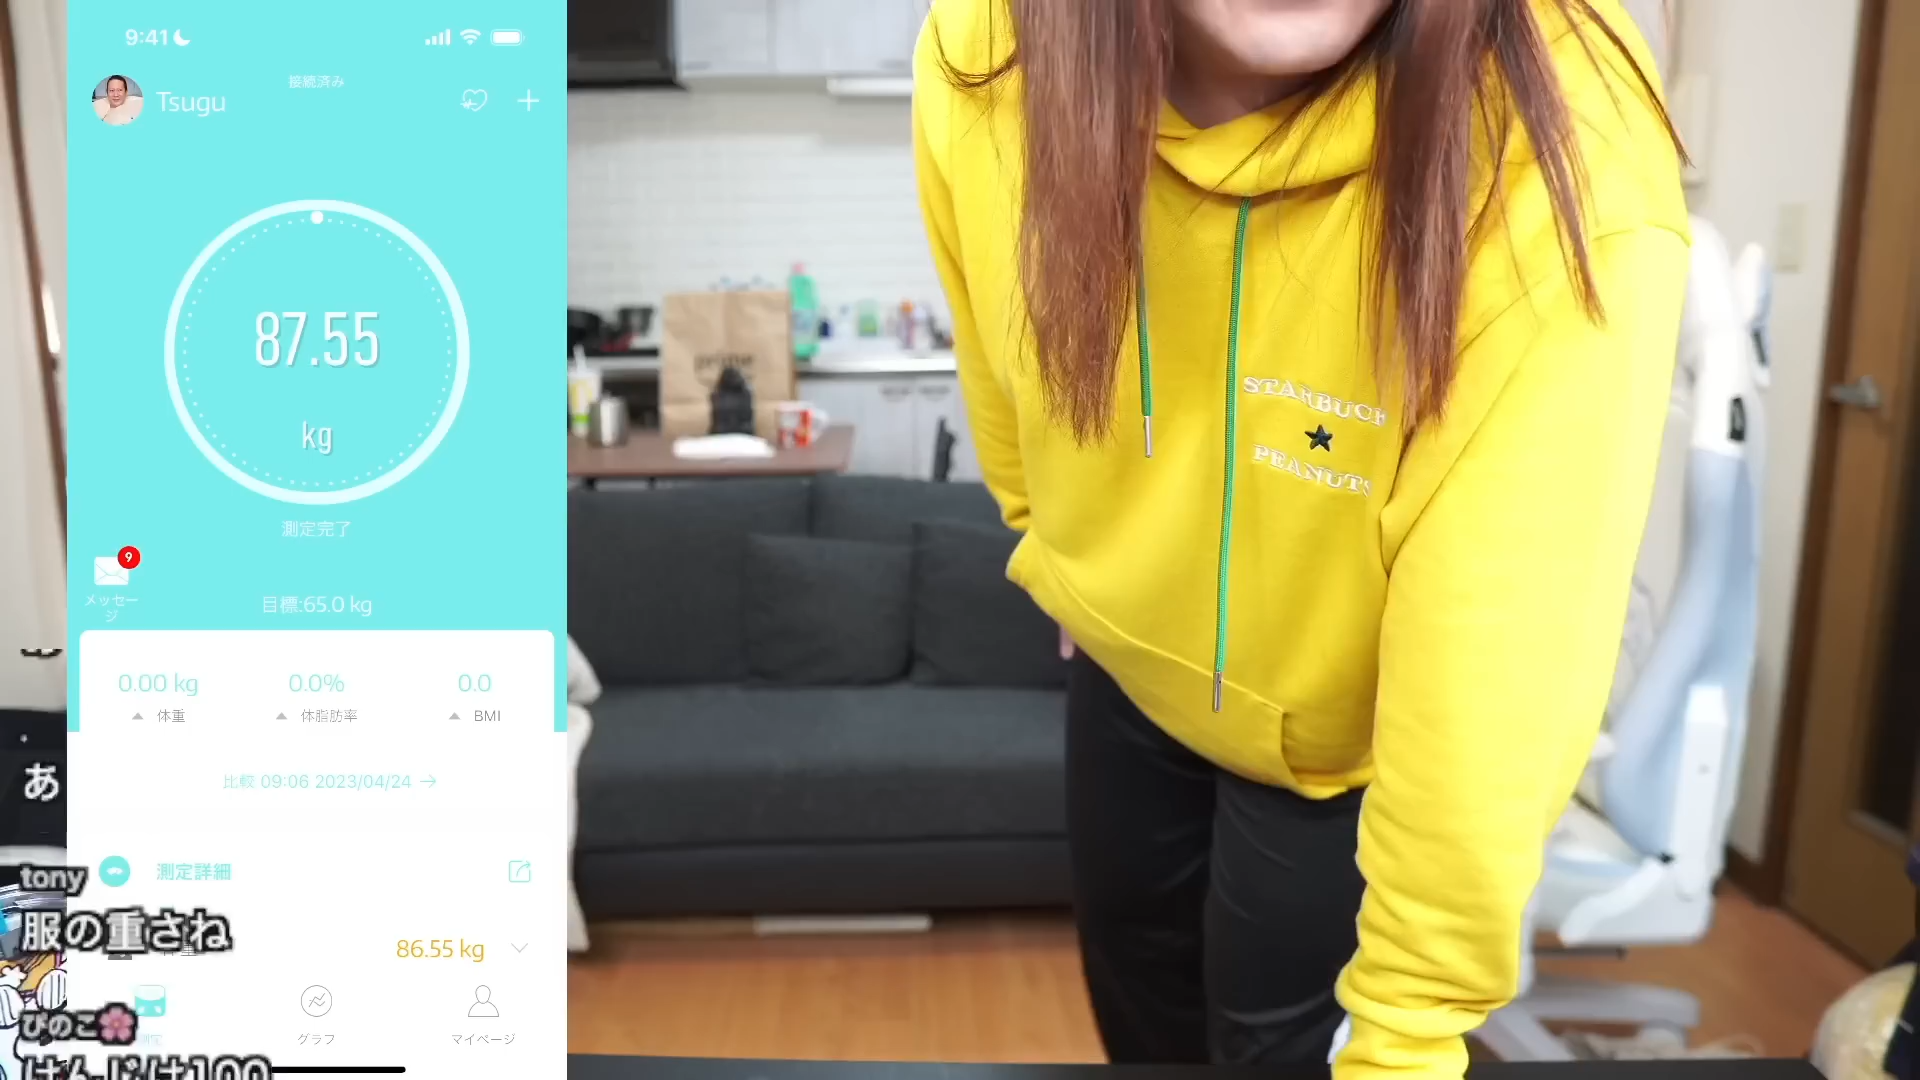 9:41
接続済み
Tsugu
87.55
kg
測定完了
9
メッセー
ジ
目標:65.0 kg
0.00 kg
0.0%
0.0
体重
体脂肪率
BMI
比較 09:06 2023/04/24
測定詳細
86.55 kg
グラフ
マイページ
あ
tony
服の重さね
ぴのこ🌸
prime
STARBUCK
PEANUTS